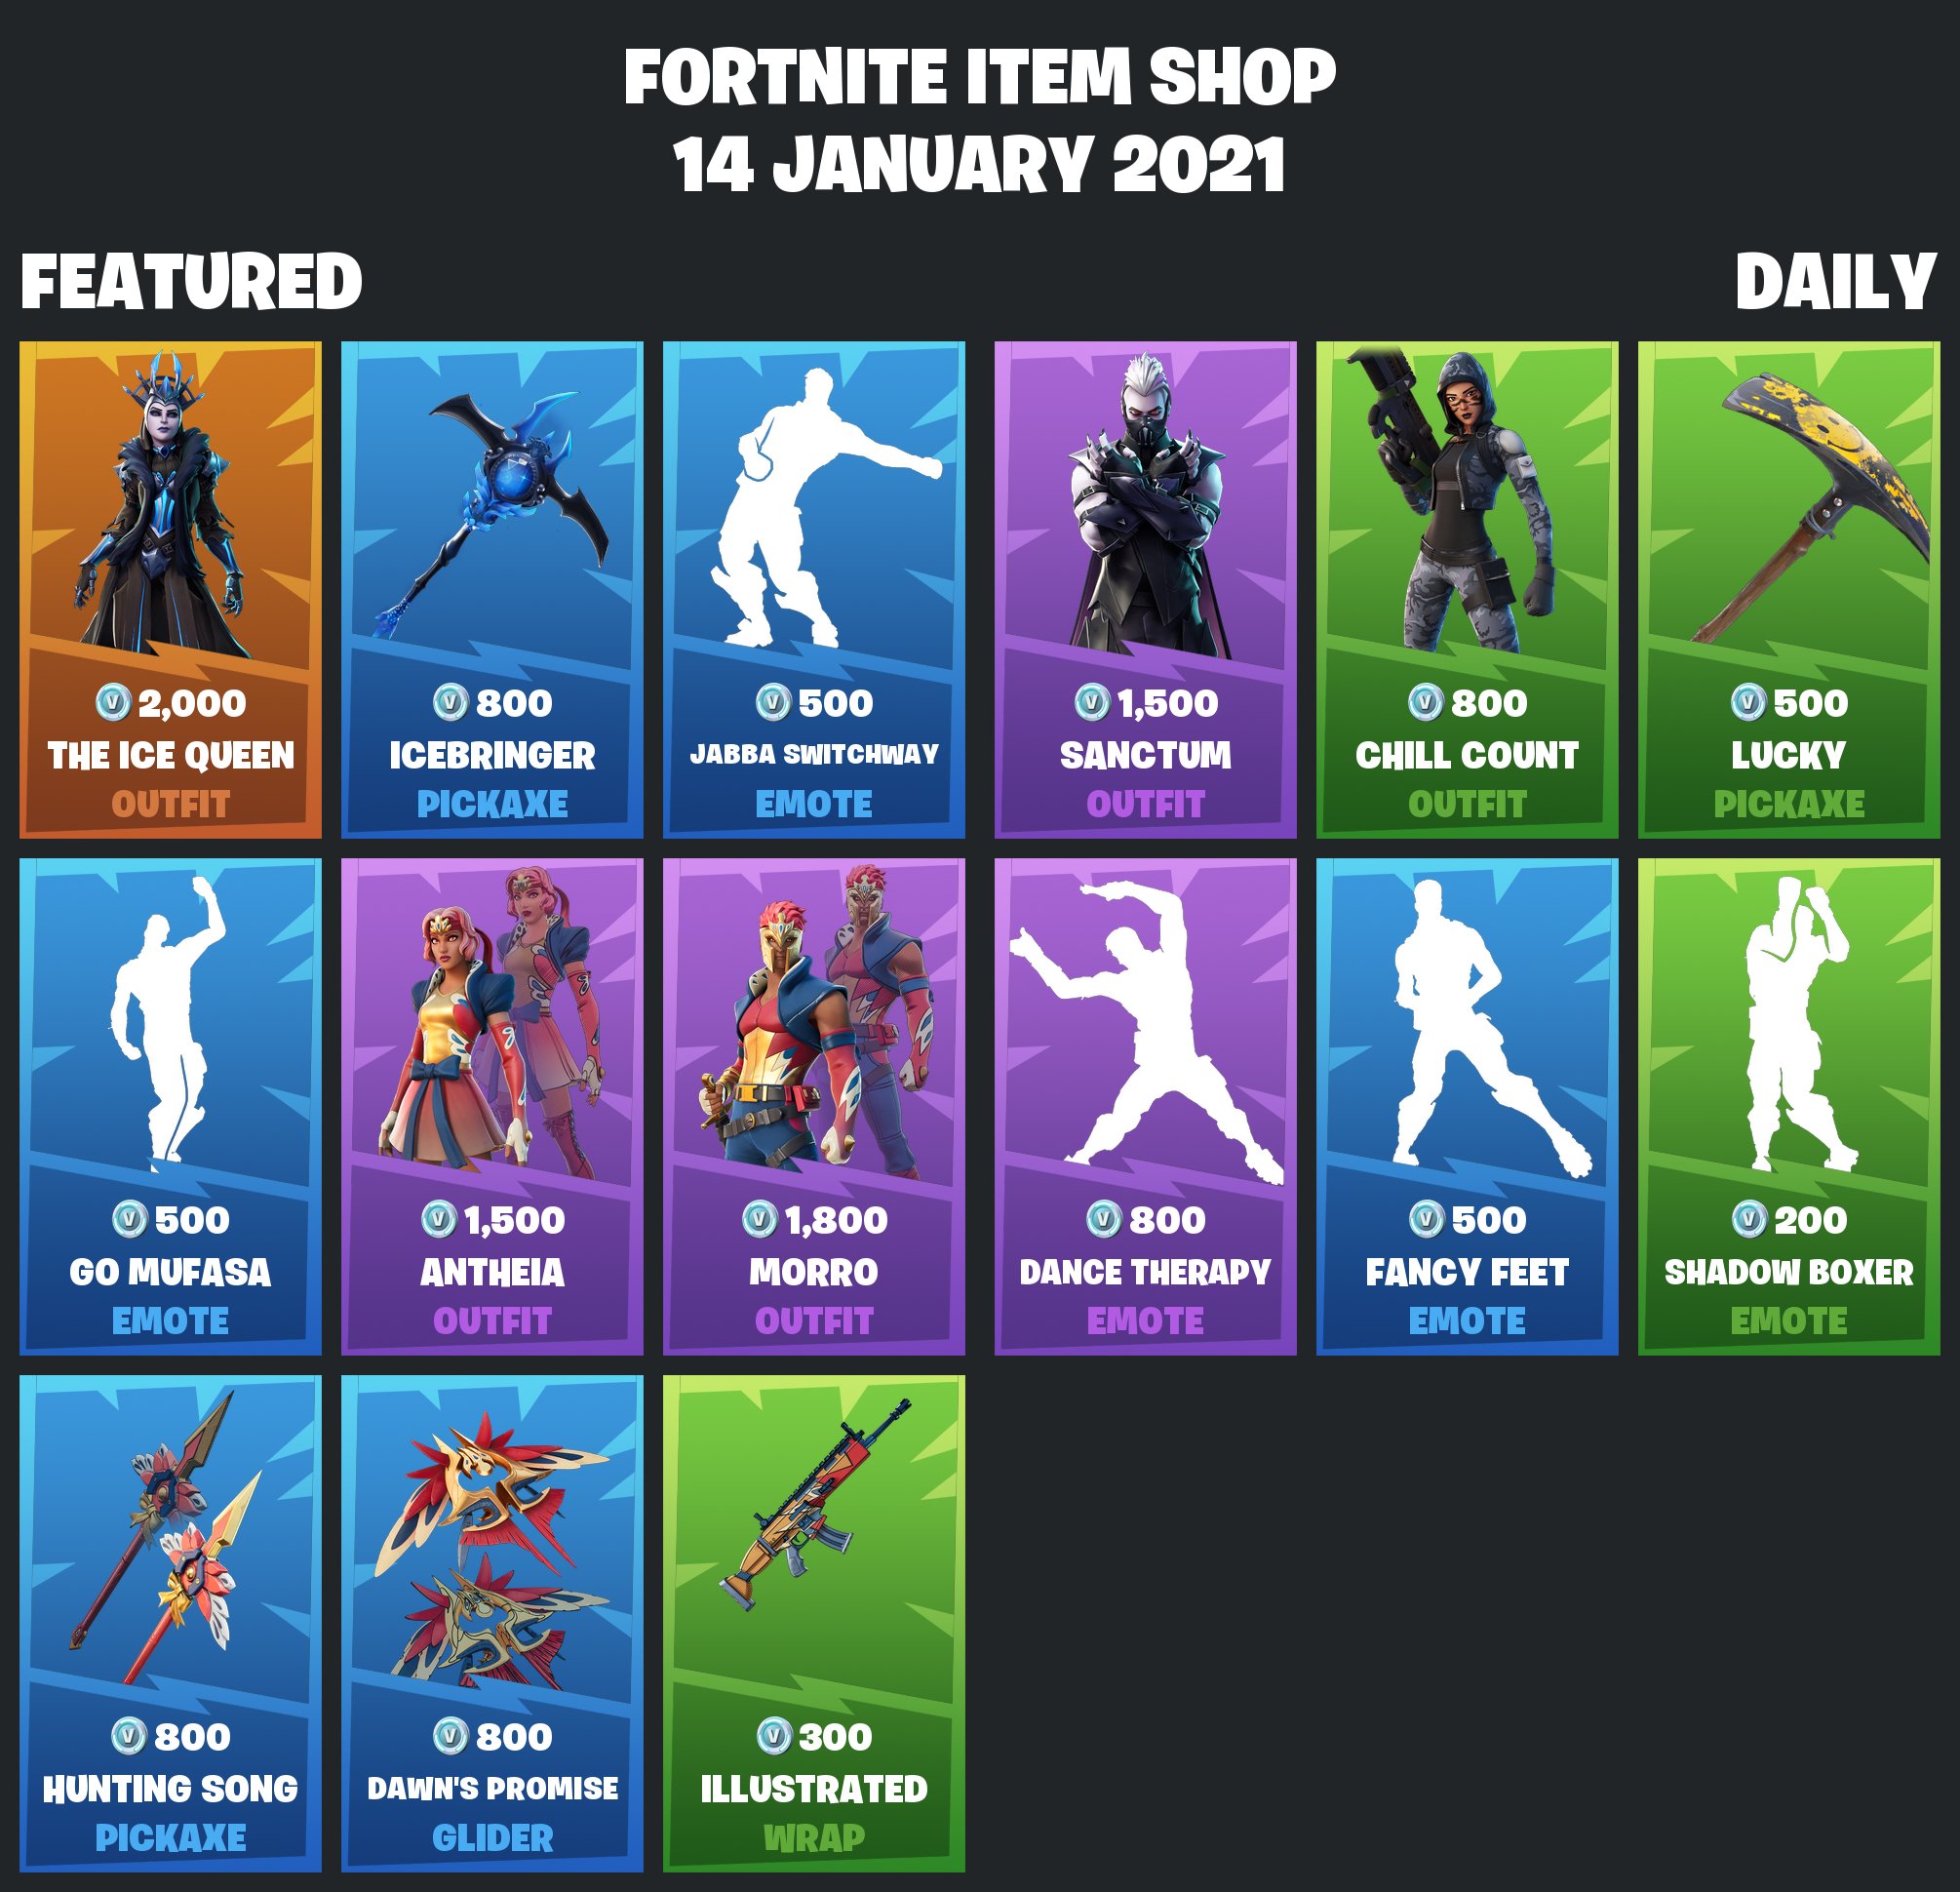 FORTNITE ITEM SHOP
14 JANUARY 2021
FEATURED
DAILY
V 2,000
THE ICE QUEEN
OUTFIT
V 800
ICEBRINGER
PICKAXE
V 500
JABBA SWITCHWAY
EMOTE
V 1,500
SANCTUM
OUTFIT
V 800
CHILL COUNT
OUTFIT
V 500
LUCKY
PICKAXE
V 500
GO MUFASA
EMOTE
V 1,500
ANTHEIA
OUTFIT
V 1,800
MORRO
OUTFIT
V 800
DANCE THERAPY
EMOTE
V 500
FANCY FEET
EMOTE
V 200
SHADOW BOXER
EMOTE
V 800
HUNTING SONG
PICKAXE
V 800
DAWN'S PROMISE
GLIDER
V 300
ILLUSTRATED
WRAP